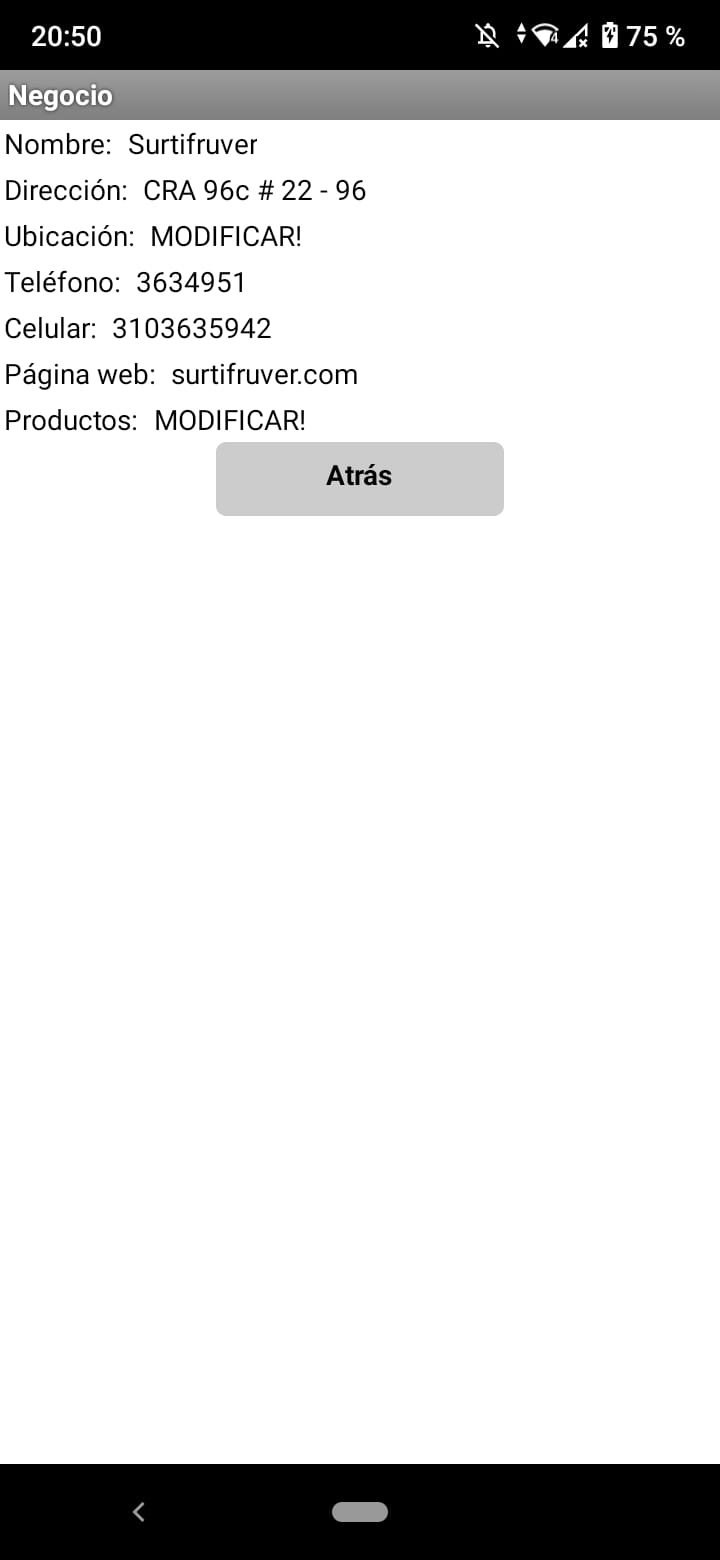 20:50 4 75 %
Negocio
Nombre: Surtifruver
Dirección: CRA 96c # 22 - 96
Ubicación: MODIFICAR!
Teléfono: 3634951
Celular: 3103635942
Página web: surtifruver.com
Productos: MODIFICAR!
Atrás